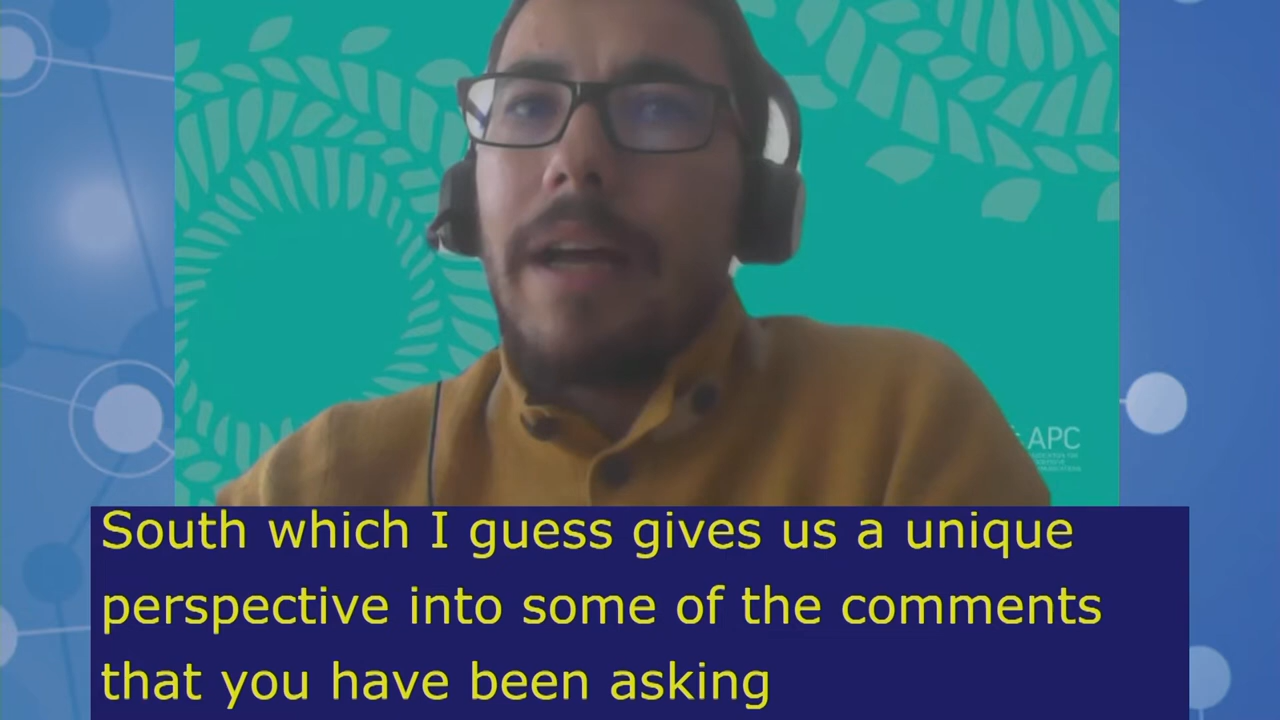 APC
South which I guess gives us a unique
perspective into some of the comments
that you have been asking